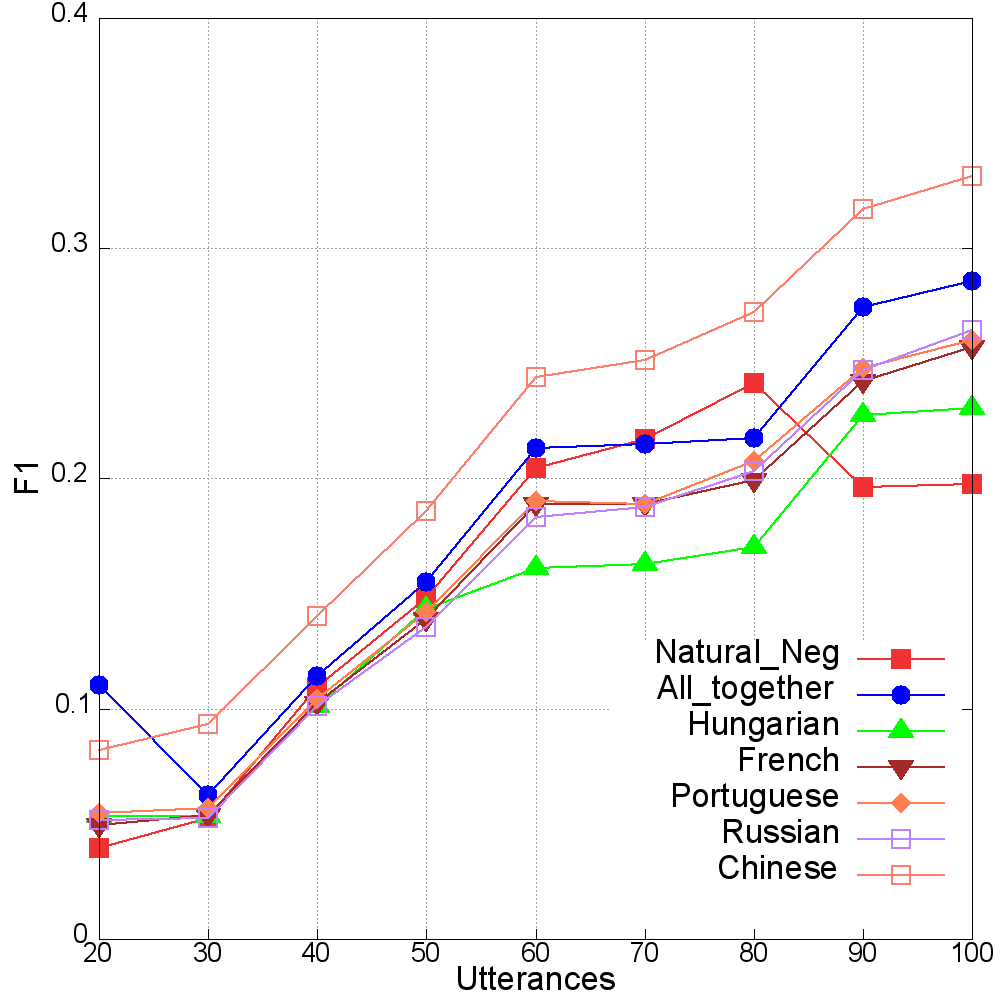 0.4
0.3
0.2
0.1
0
F1
20 30 40 50 60 70 80 90 100
Utterances
Natural_Neg
All_together
Hungarian
French
Portuguese
Russian
Chinese